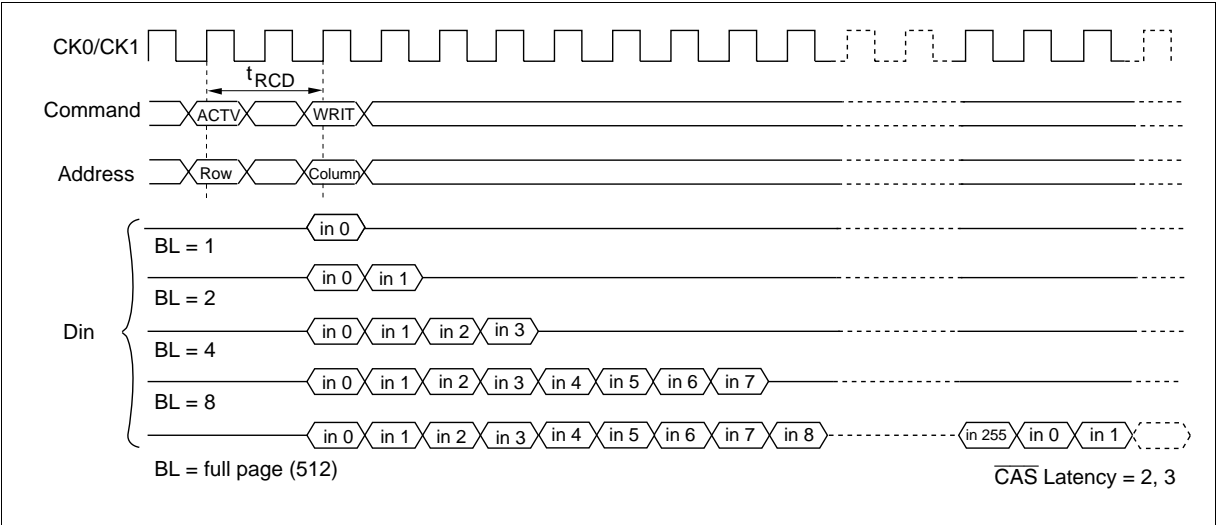 CK0/CK1
tRCD
Command ACTV WRIT
Address Row Column
in 0
BL = 1
in 0 in 1
BL = 2
Din
in 0 in 1 in 2 in 3
BL = 4
in 0 in 1 in 2 in 3 in 4 in 5 in 6 in 7
BL = 8
in 0 in 1 in 2 in 3 in 4 in 5 in 6 in 7 in 8 in 255 in 0 in 1
BL = full page (512)
C̅A̅S̅ Latency = 2, 3